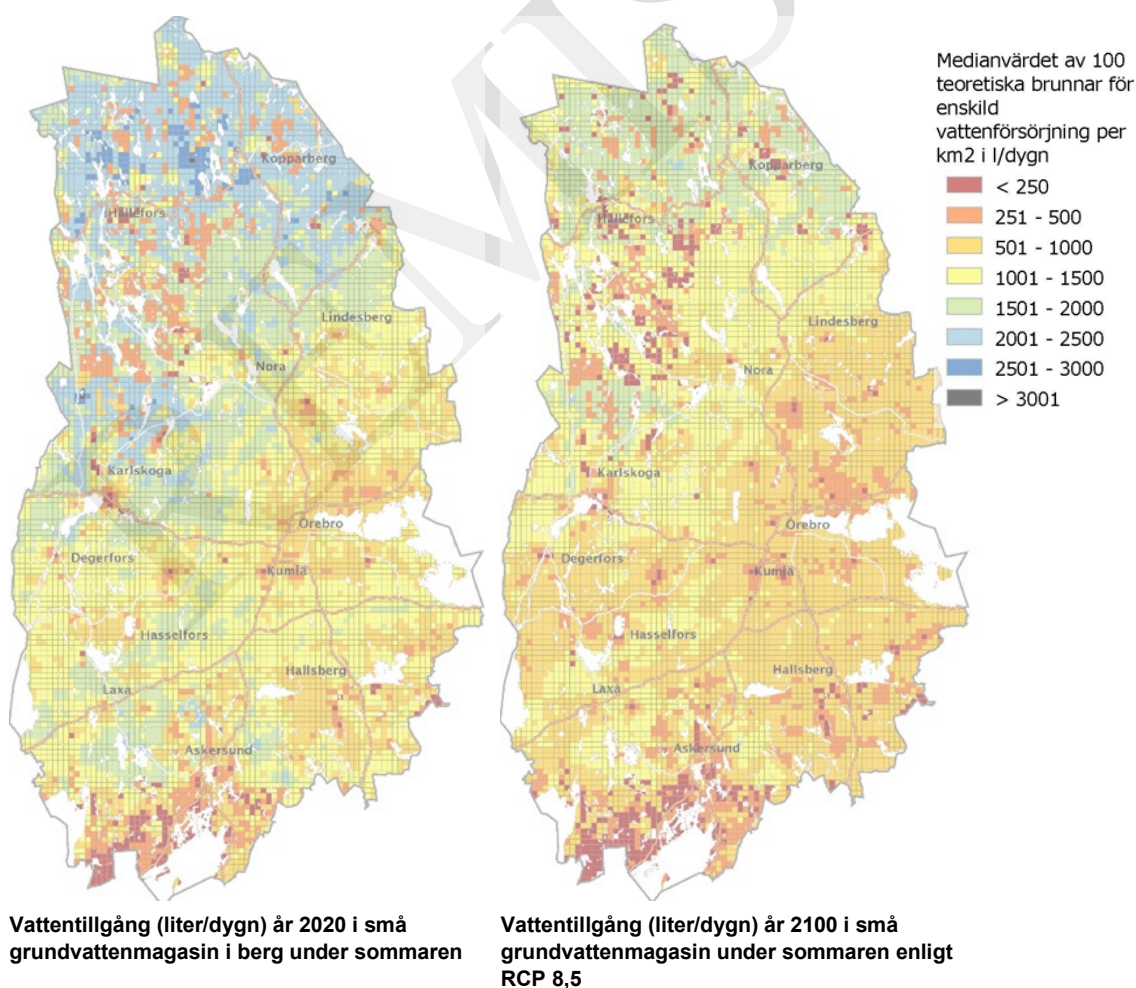 Kopparberg
Hällefors
Lindesberg
Nora
Karlskoga
Örebro
Degerfors
Kumla
Hasselfors
Hallsberg
Laxå
Askersund
Kopparberg
Hällefors
Lindesberg
Nora
Karlskoga
Örebro
Degerfors
Kumla
Hasselfors
Hallsberg
Laxå
Askersund
Medianvärdet av 100
teoretiska brunnar för
enskild
vattenförsörjning per
km2 i l/dygn
< 250
251 - 500
501 - 1000
1001 - 1500
1501 - 2000
2001 - 2500
2501 - 3000
> 3001
Vattentillgång (liter/dygn) år 2020 i små
grundvattenmagasin i berg under sommaren
Vattentillgång (liter/dygn) år 2100 i små
grundvattenmagasin under sommaren enligt
RCP 8,5